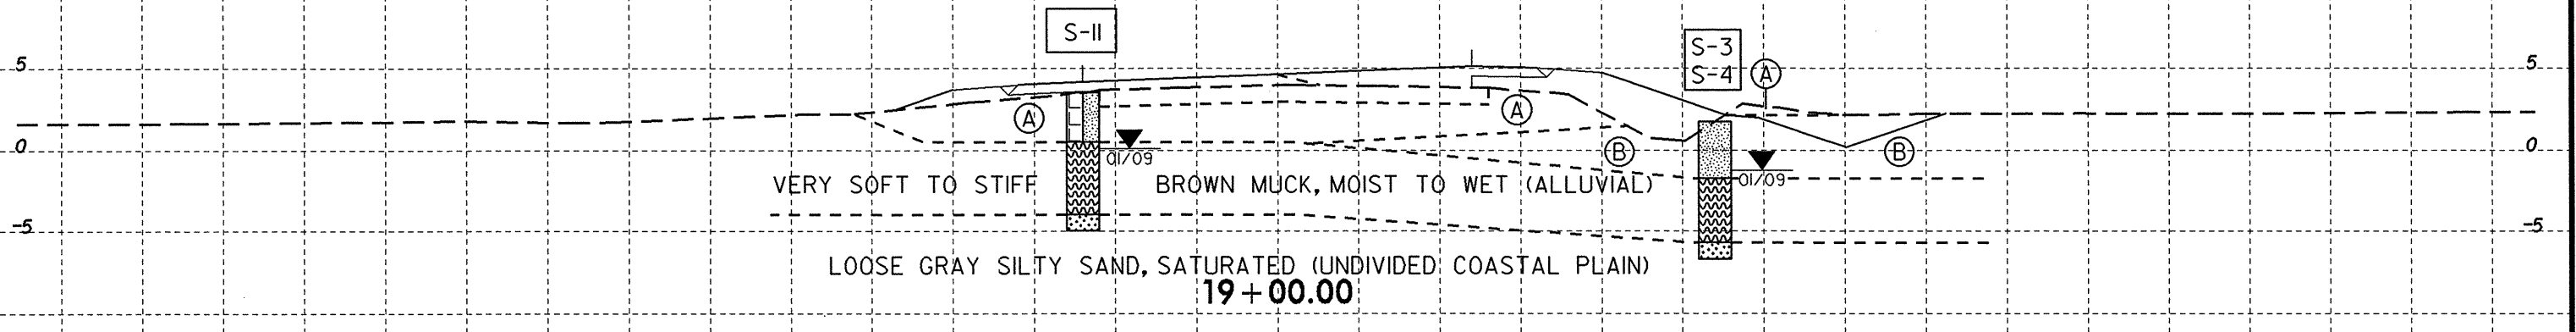 S-11
S-3
S-4
A
5
5
A
A
0
01/09
B
B
0
01/09
VERY SOFT TO STIFF BROWN MUCK, MOIST TO WET (ALLUVIAL)
-5
-5
LOOSE GRAY SILTY SAND, SATURATED (UNDIVIDED COASTAL PLAIN)
19+00.00